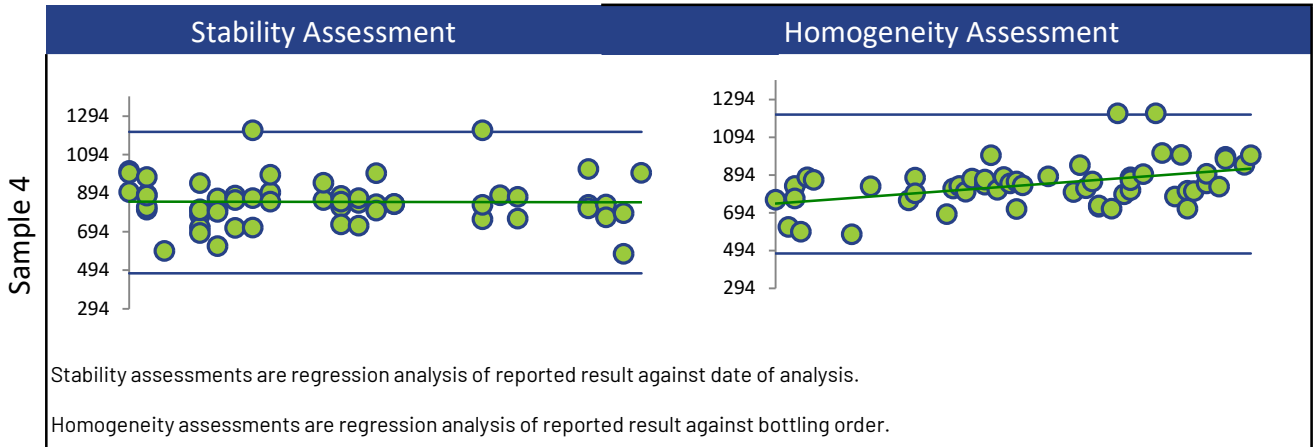 Stability Assessment
Homogeneity Assessment
Sample 4
1294
1094
894
694
494
294
1294
1094
894
694
494
294
Stability assessments are regression analysis of reported result against date of analysis.
Homogeneity assessments are regression analysis of reported result against bottling order.